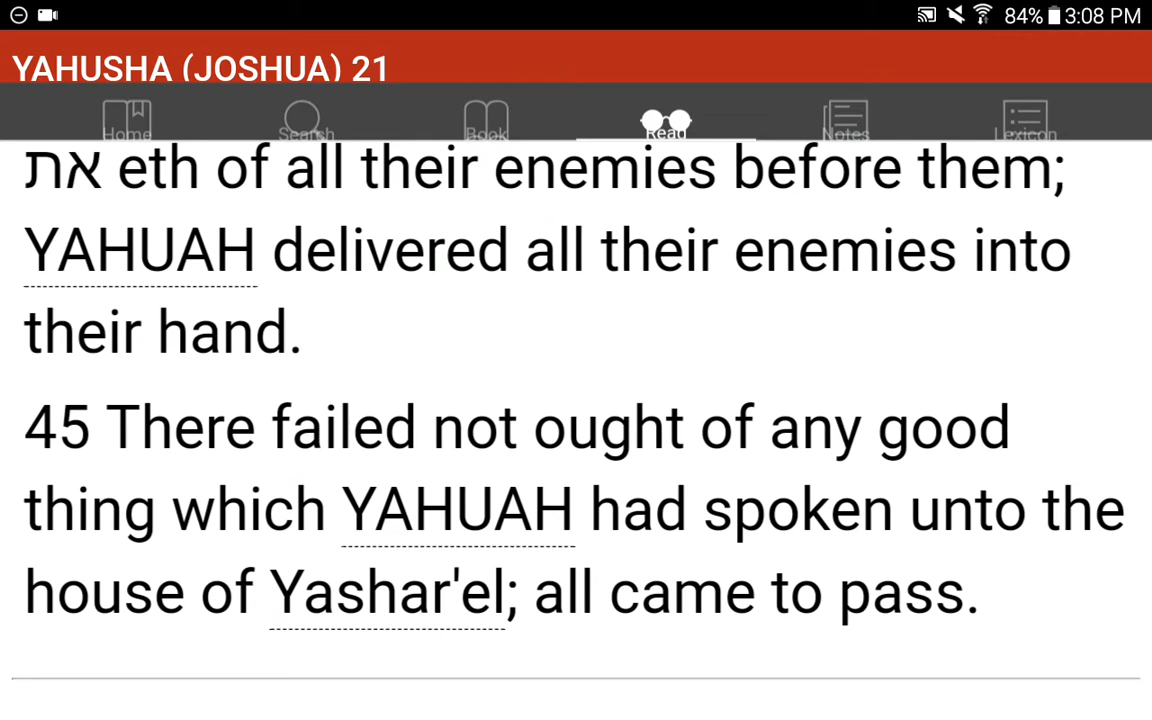 84% 3:08 PM
YAHUSHA (JOSHUA) 21
Home Search Book Read Notes Lexicon
את eth of all their enemies before them;
YAHUAH delivered all their enemies into
their hand.
45 There failed not ought of any good
thing which YAHUAH had spoken unto the
house of Yashar'el; all came to pass.